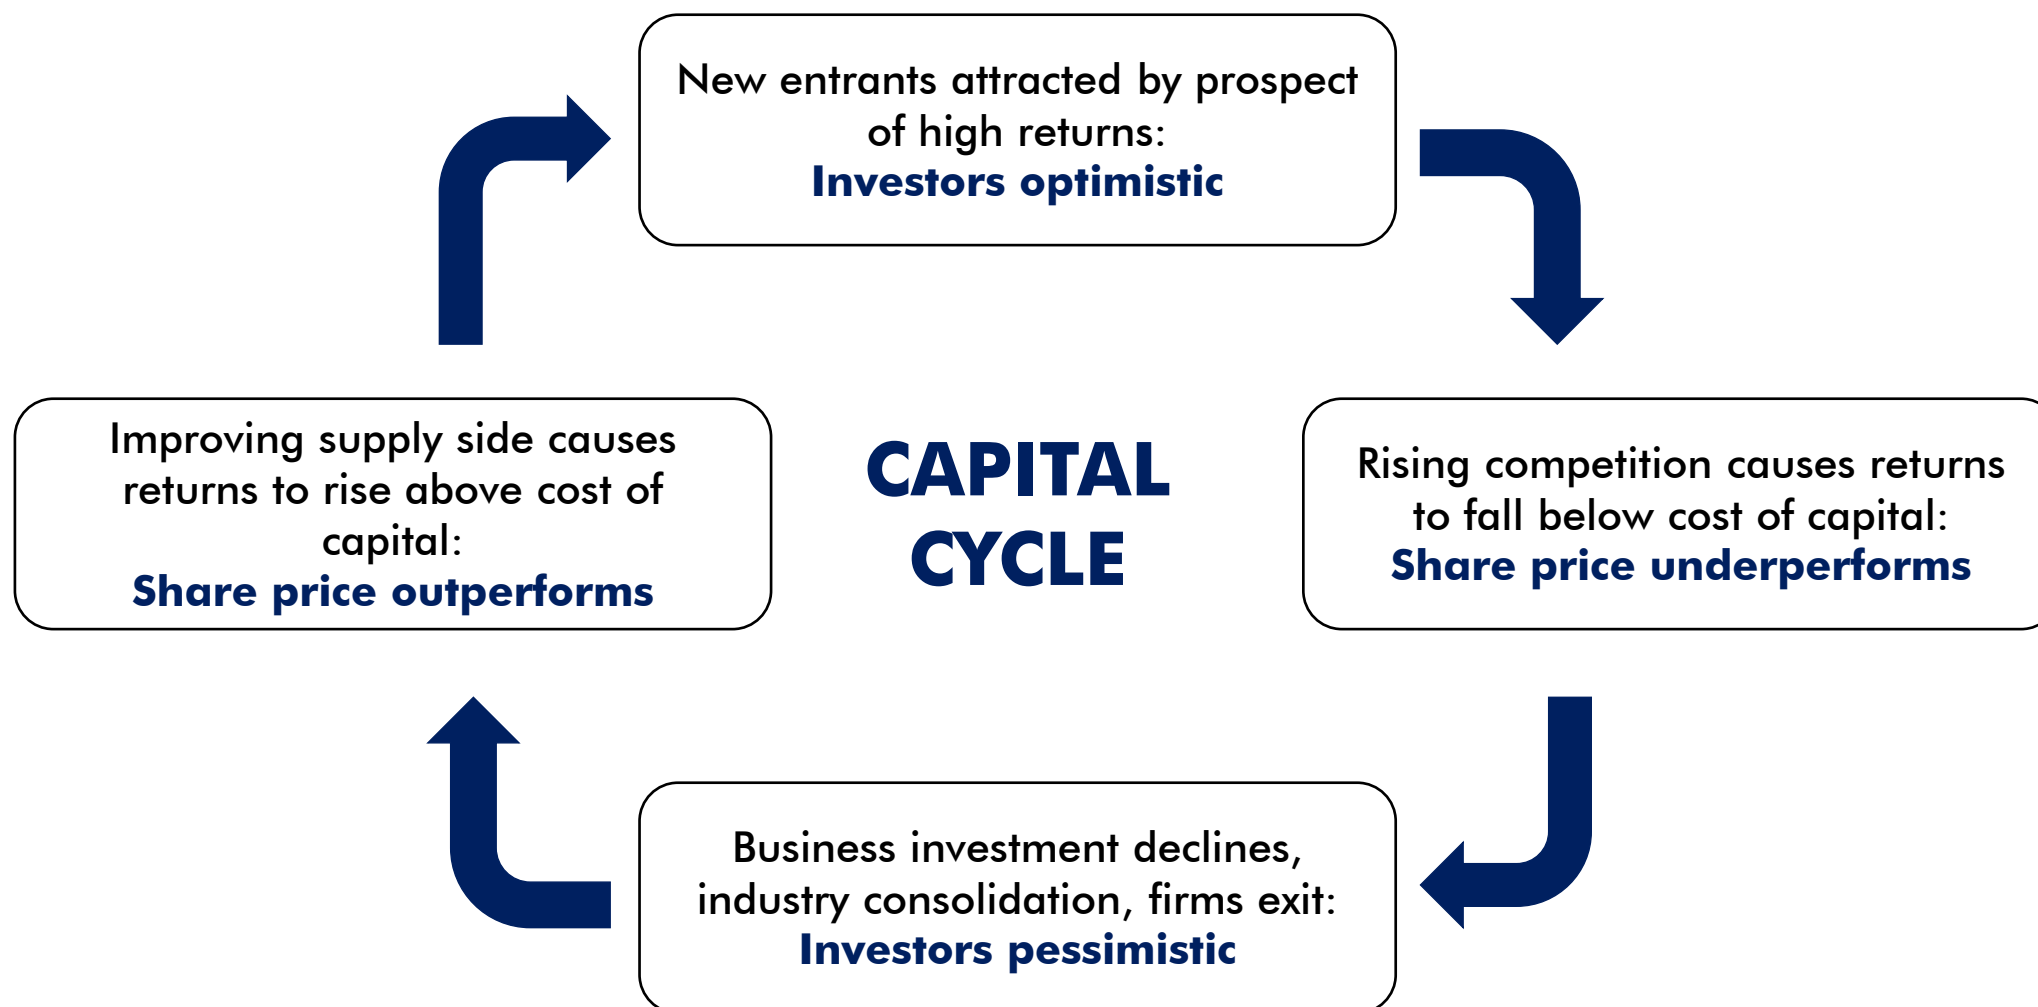 New entrants attracted by prospect
of high returns:
Investors optimistic
Improving supply side causes
returns to rise above cost of
capital:
Share price outperforms
CAPITAL
CYCLE
Rising competition causes returns
to fall below cost of capital:
Share price underperforms
Business investment declines,
industry consolidation, firms exit:
Investors pessimistic